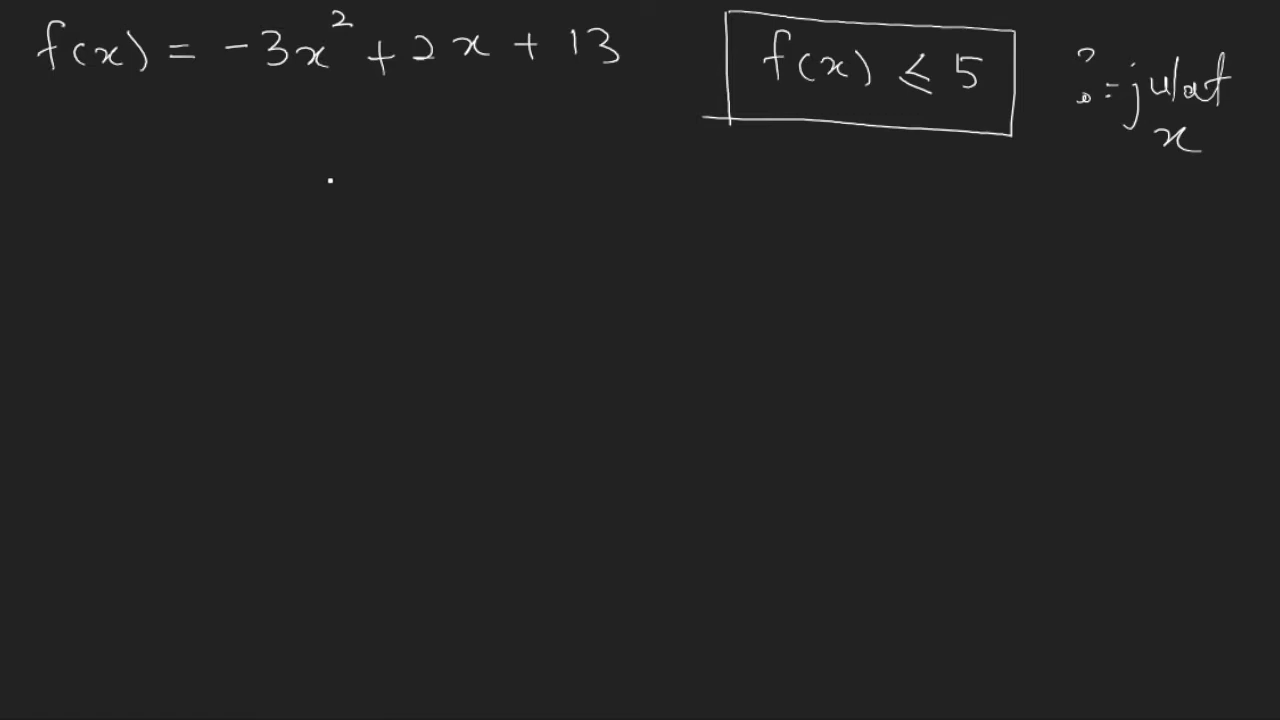 f(x) = -3x² + 2x + 13
f(x) ≤ 5
? = julat
x